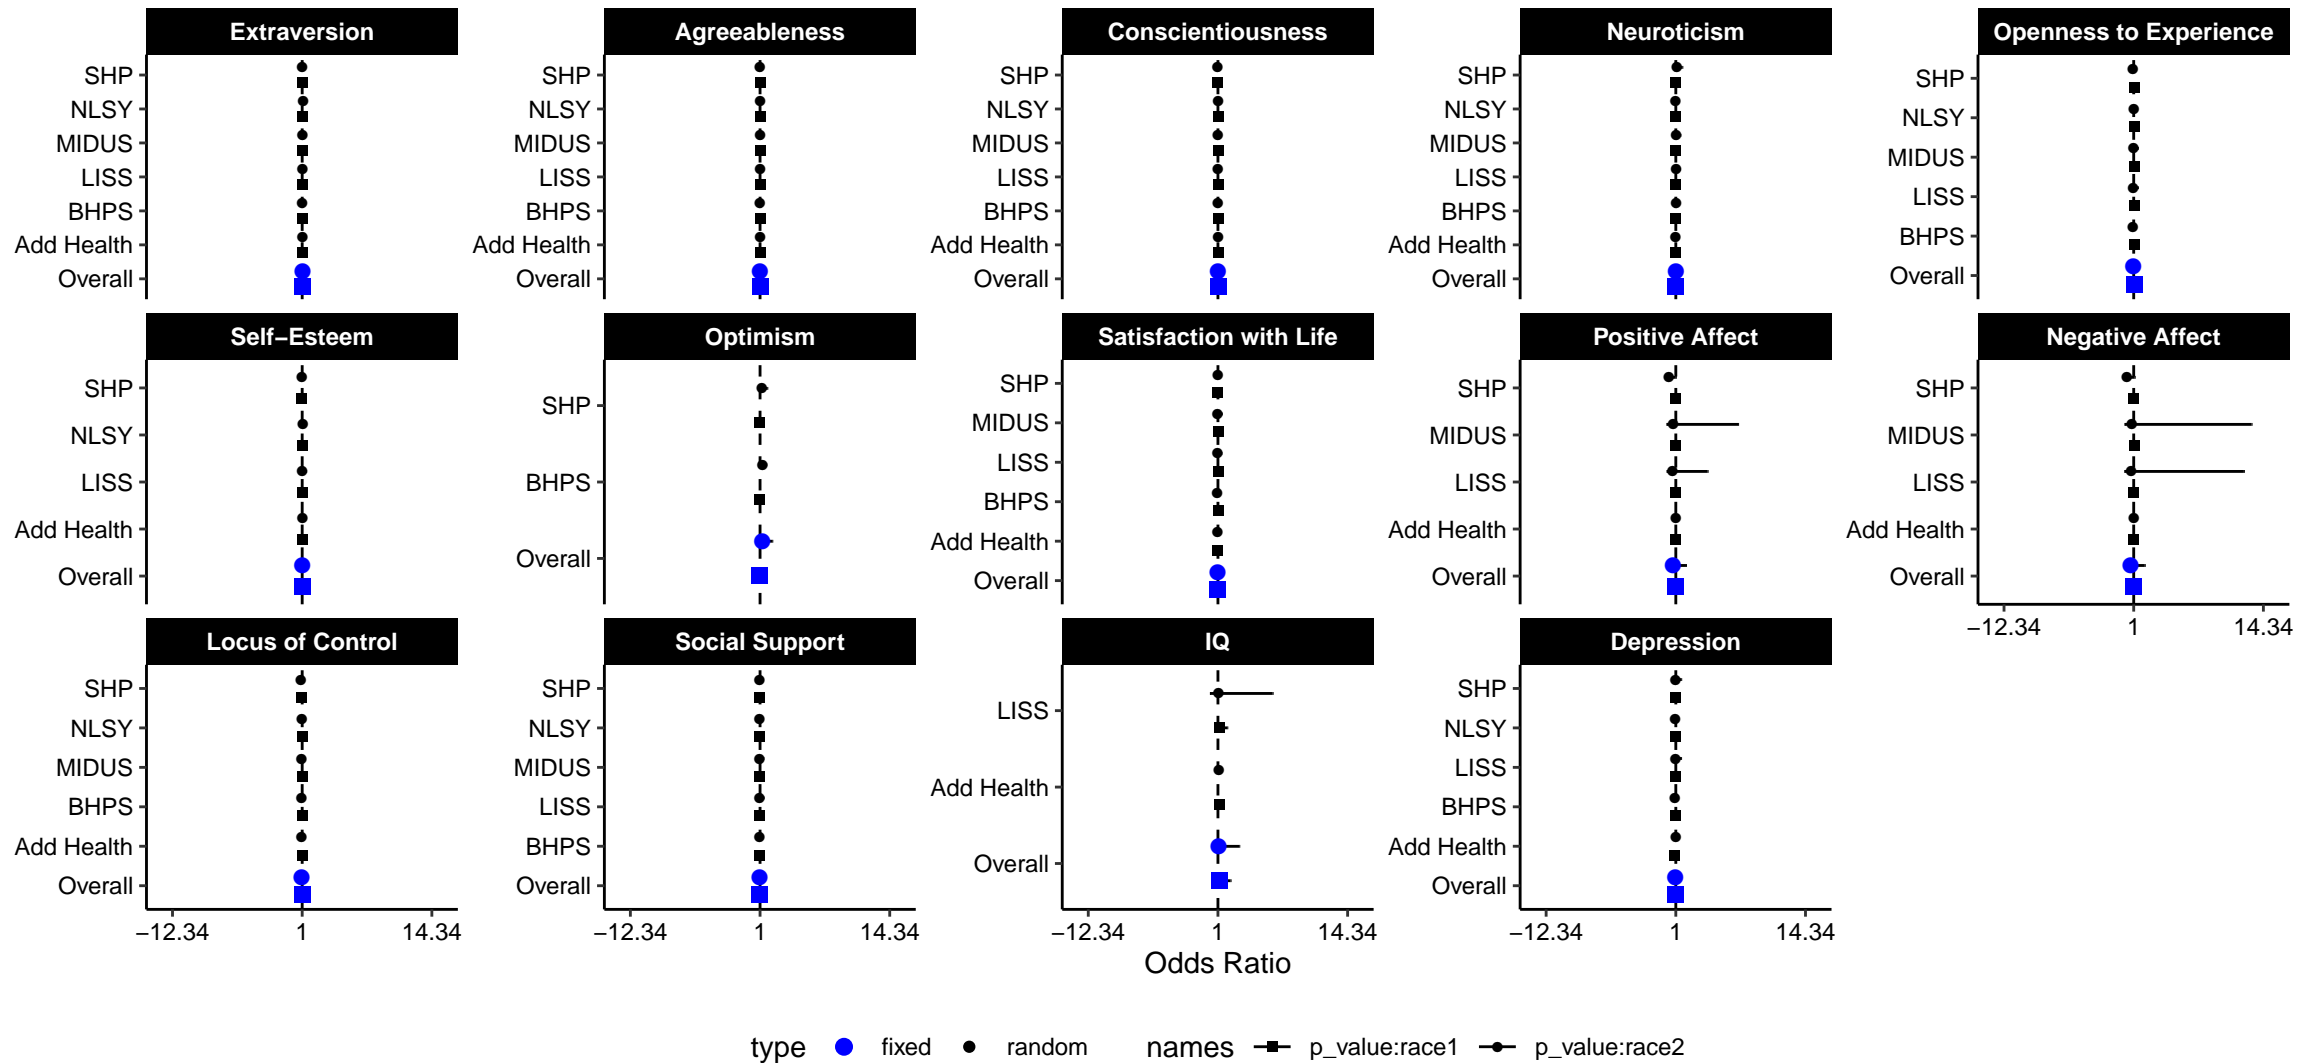 Extraversion
Agreeableness
Conscientiousness
Neuroticism
Openness to Experience
SHP
NLSY
MIDUS
LISS
BHPS
Add Health
Overall
SHP
NLSY
MIDUS
LISS
BHPS
Add Health
Overall
SHP
NLSY
MIDUS
LISS
BHPS
Add Health
Overall
SHP
NLSY
MIDUS
LISS
BHPS
Add Health
Overall
SHP
NLSY
MIDUS
LISS
BHPS
Overall
Self−Esteem
Optimism
Satisfaction with Life
Positive Affect
Negative Affect
SHP
NLSY
LISS
Add Health
Overall
SHP
BHPS
Overall
SHP
MIDUS
LISS
BHPS
Add Health
Overall
SHP
MIDUS
LISS
Add Health
Overall
SHP
MIDUS
LISS
Add Health
Overall
−12.34 1 14.34
Locus of Control
Social Support
IQ
Depression
SHP
NLSY
MIDUS
BHPS
Add Health
Overall
−12.34 1 14.34
SHP
NLSY
MIDUS
LISS
BHPS
Overall
−12.34 1 14.34
LISS
Add Health
Overall
−12.34 1 14.34
SHP
NLSY
LISS
BHPS
Add Health
Overall
−12.34 1 14.34
Odds Ratio
type fixed random names p_value:race1 p_value:race2